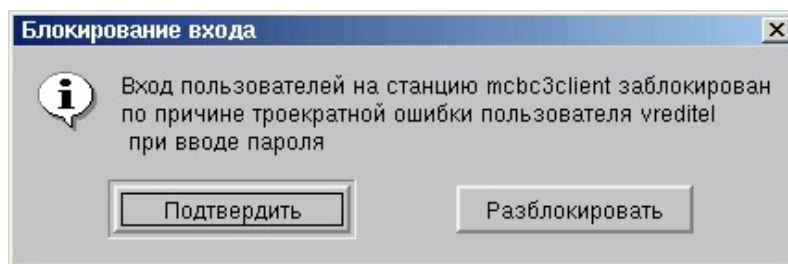 Блокирование входа
Вход пользователей на станцию mcbc3client заблокирован
по причине троекратной ошибки пользователя vreditel
при вводе пароля
Подтвердить Разблокировать